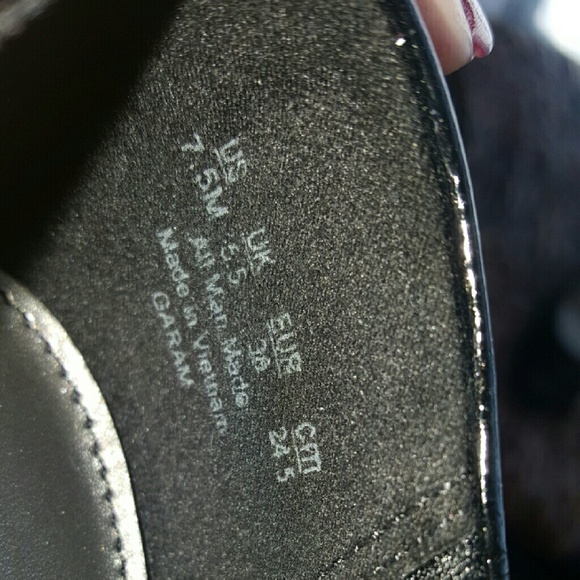 US UK EUR cm
7.5M 5.5 38 24.5
All Man Made
Made in Vietnam
GARAM